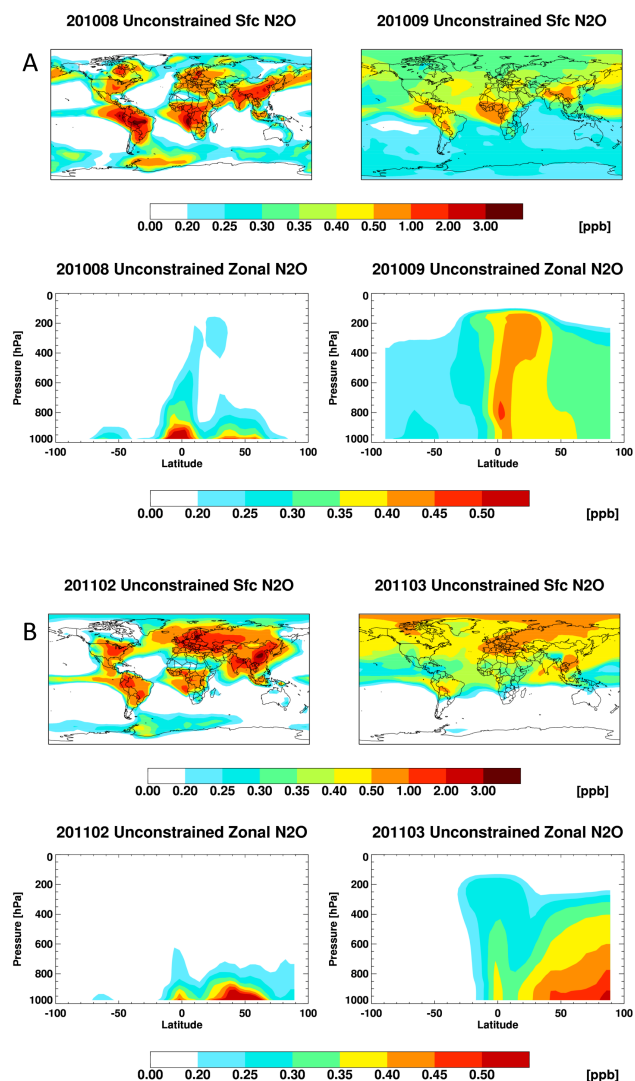 201008 Unconstrained Sfc N2O 201009 Unconstrained Sfc N2O
A
0.00 0.20 0.25 0.30 0.35 0.40 0.50 1.00 2.00 3.00 [ppb]
201008 Unconstrained Zonal N2O 201009 Unconstrained Zonal N2O
0 0
200 200
400 400
600 600
800 800
1000 1000
Pressure [hPa] Pressure [hPa]
-100 -50 0 50 100 -100 -50 0 50 100
Latitude Latitude
0.00 0.20 0.25 0.30 0.35 0.40 0.45 0.50 [ppb]
201102 Unconstrained Sfc N2O 201103 Unconstrained Sfc N2O
B
0.00 0.20 0.25 0.30 0.35 0.40 0.50 1.00 2.00 3.00 [ppb]
201102 Unconstrained Zonal N2O 201103 Unconstrained Zonal N2O
0 0
200 200
400 400
600 600
800 800
1000 1000
Pressure [hPa] Pressure [hPa]
-100 -50 0 50 100 -100 -50 0 50 100
Latitude Latitude
0.00 0.20 0.25 0.30 0.35 0.40 0.45 0.50 [ppb]